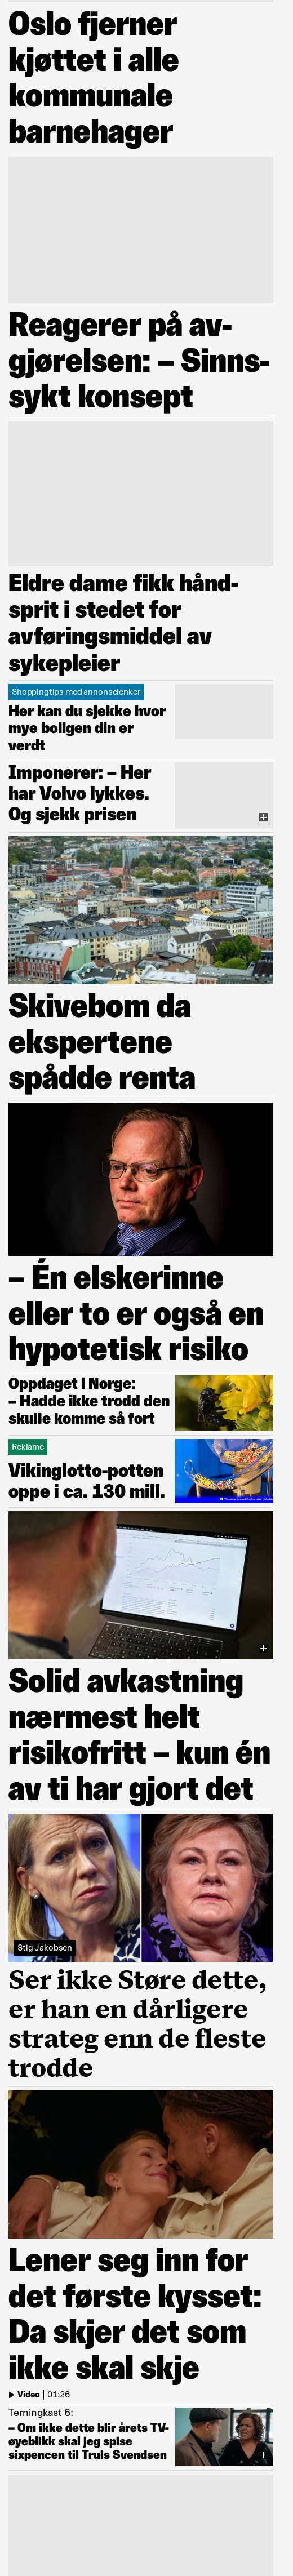 Oslo fjerner
kjøttet i alle
kommunale
barnehager
Reagerer på av-
gjørelsen: – Sinns-
sykt konsept
Eldre dame fikk hånd-
sprit i stedet for
avføringsmiddel av
sykepleier
Shoppingtips med annonselenker
Her kan du sjekke hvor
mye boligen din er
verdt
Imponerer: – Her
har Volvo lykkes.
Og sjekk prisen
Skivebom da
ekspertene
spådde renta
– Én elskerinne
eller to er også en
hypotetisk risiko
Oppdaget i Norge:
– Hadde ikke trodd den
skulle komme så fort
Reklame
Vikinglotto-potten
oppe i ca. 130 mill.
Solid avkastning
nærmest helt
risikofritt – kun én
av ti har gjort det
Stig Jakobsen
Ser ikke Støre dette,
er han en dårligere
strateg enn de fleste
trodde
Lener seg inn for
det første kysset:
Da skjer det som
ikke skal skje
Video | 01:26
Terningkast 6:
– Om ikke dette blir årets TV-
øyeblikk skal jeg spise
sixpencen til Truls Svendsen